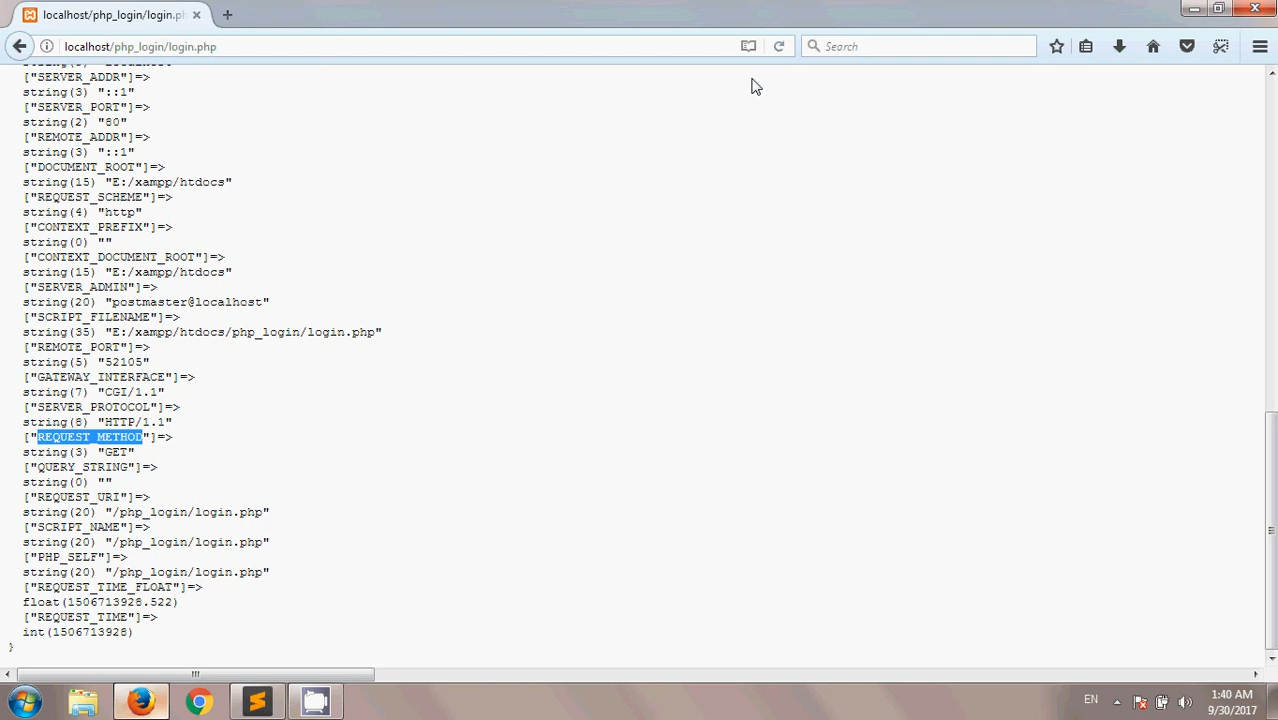 localhost/php_login/login.ph
localhost/php_login/login.php
Search
["SERVER_ADDR"]=>
string(3) "::1"
["SERVER_PORT"]=>
string(2) "80"
["REMOTE_ADDR"]=>
string(3) "::1"
["DOCUMENT_ROOT"]=>
string(15) "E:/xampp/htdocs"
["REQUEST_SCHEME"]=>
string(4) "http"
["CONTEXT_PREFIX"]=>
string(0) ""
["CONTEXT_DOCUMENT_ROOT"]=>
string(15) "E:/xampp/htdocs"
["SERVER_ADMIN"]=>
string(20) "postmaster@localhost"
["SCRIPT_FILENAME"]=>
string(35) "E:/xampp/htdocs/php_login/login.php"
["REMOTE_PORT"]=>
string(5) "52105"
["GATEWAY_INTERFACE"]=>
string(7) "CGI/1.1"
["SERVER_PROTOCOL"]=>
string(8) "HTTP/1.1"
["REQUEST_METHOD"]=>
string(3) "GET"
["QUERY_STRING"]=>
string(0) ""
["REQUEST_URI"]=>
string(20) "/php_login/login.php"
["SCRIPT_NAME"]=>
string(20) "/php_login/login.php"
["PHP_SELF"]=>
string(20) "/php_login/login.php"
["REQUEST_TIME_FLOAT"]=>
float(1506713928.522)
["REQUEST_TIME"]=>
int(1506713928)
}
EN
1:40 AM
9/30/2017